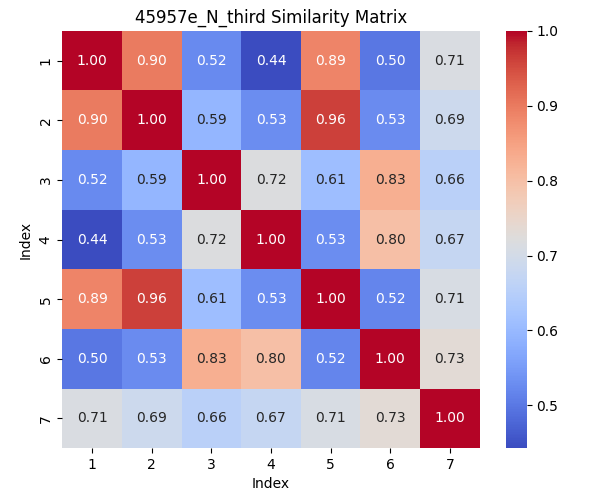 45957e_N_third Similarity Matrix
1 1.00 0.90 0.52 0.44 0.89 0.50 0.71
2 0.90 1.00 0.59 0.53 0.96 0.53 0.69
3 0.52 0.59 1.00 0.72 0.61 0.83 0.66
4 0.44 0.53 0.72 1.00 0.53 0.80 0.67
5 0.89 0.96 0.61 0.53 1.00 0.52 0.71
6 0.50 0.53 0.83 0.80 0.52 1.00 0.73
7 0.71 0.69 0.66 0.67 0.71 0.73 1.00
1 2 3 4 5 6 7
Index
Index
1.0
0.9
0.8
0.7
0.6
0.5